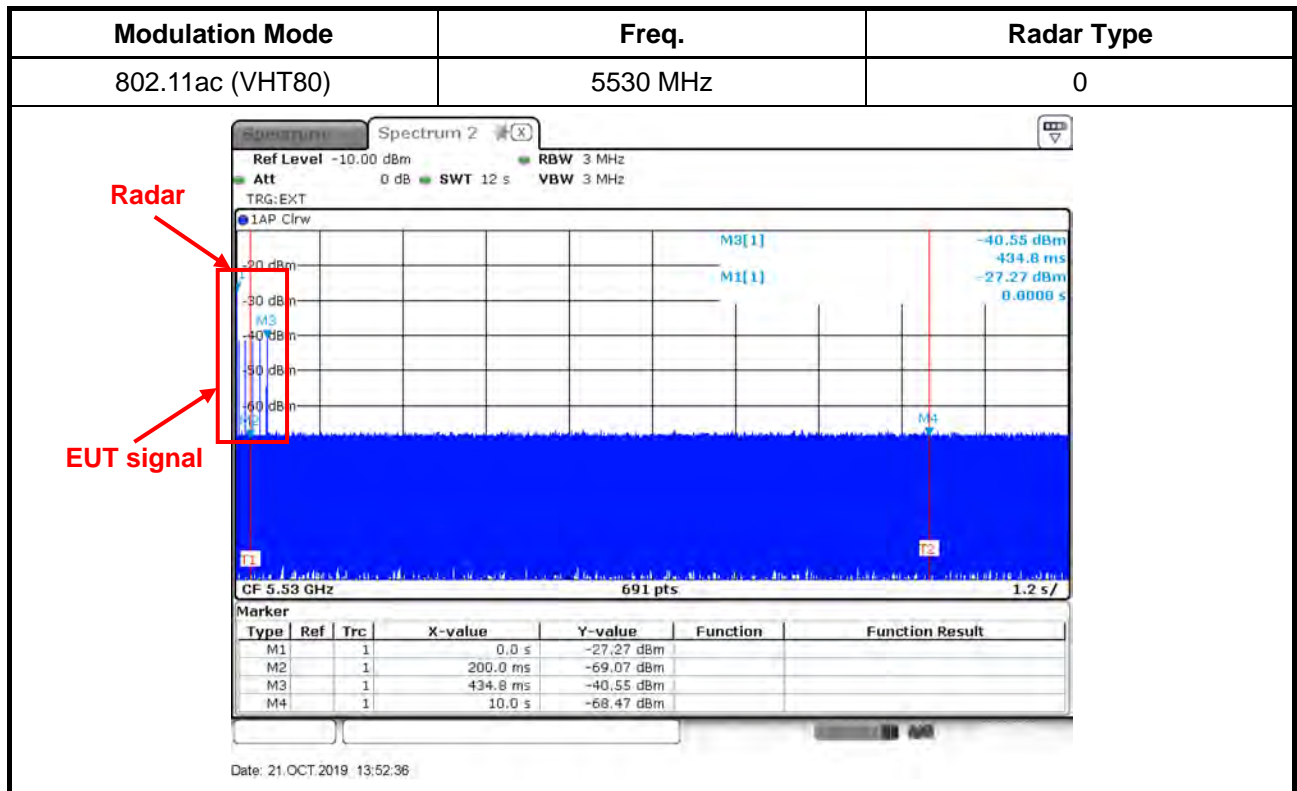 Modulation Mode Freq. Radar Type
802.11ac (VHT80) 5530 MHz 0
Spectrum 2 X
Ref Level -10.00 dBm RBW 3 MHz
Att 0 dB SWT 12 s VBW 3 MHz
TRG:EXT
Radar
1AP Clrw
M3[1] -40.55 dBm
434.8 ms
-20 dBm
M1[1] -27.27 dBm
0.0000 s
-30 dBm
M3
-40 dBm
-50 dBm
-60 dBm
M2 M4
EUT signal
T1 T2
CF 5.53 GHz 691 pts 1.2 s/
Marker
Type Ref Trc X-value Y-value Function Function Result
M1 1 0.0 s -27.27 dBm
M2 1 200.0 ms -69.07 dBm
M3 1 434.8 ms -40.55 dBm
M4 1 10.0 s -68.47 dBm
Date: 21.OCT.2019 13:52:36